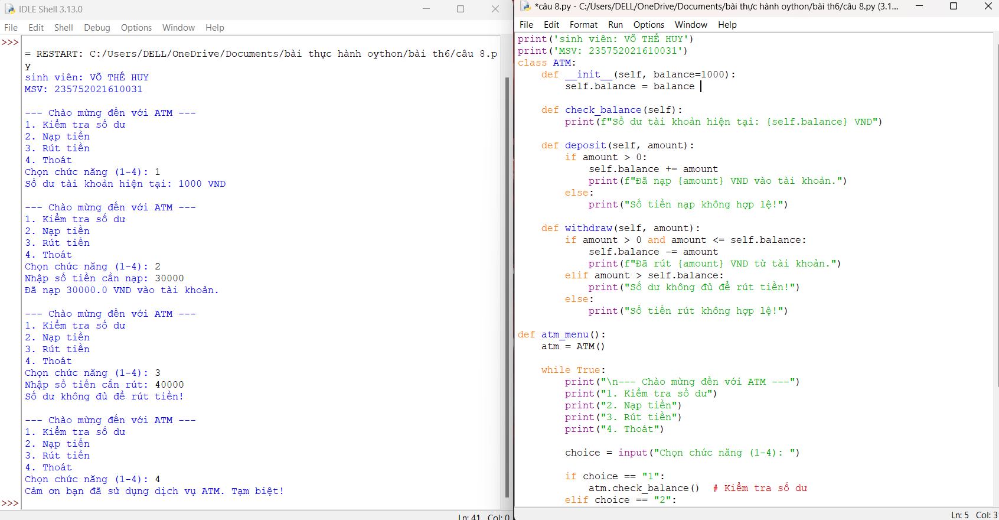 IDLE Shell 3.13.0
File Edit Shell Debug Options Window Help
>>>
= RESTART: C:/Users/DELL/OneDrive/Documents/bài thực hành oython/bài th6/câu 8.p
y
sinh viên: VÕ THẾ HUY
MSV: 235752021610031
--- Chào mừng đến với ATM ---
1. Kiểm tra số dư
2. Nạp tiền
3. Rút tiền
4. Thoát
Chọn chức năng (1-4): 1
Số dư tài khoản hiện tại: 1000 VND
--- Chào mừng đến với ATM ---
1. Kiểm tra số dư
2. Nạp tiền
3. Rút tiền
4. Thoát
Chọn chức năng (1-4): 2
Nhập số tiền cần nạp: 30000
Đã nạp 30000.0 VND vào tài khoản.
--- Chào mừng đến với ATM ---
1. Kiểm tra số dư
2. Nạp tiền
3. Rút tiền
4. Thoát
Chọn chức năng (1-4): 3
Nhập số tiền cần rút: 40000
Số dư không đủ để rút tiền!
--- Chào mừng đến với ATM ---
1. Kiểm tra số dư
2. Nạp tiền
3. Rút tiền
4. Thoát
Chọn chức năng (1-4): 4
Cảm ơn bạn đã sử dụng dịch vụ ATM. Tạm biệt!
>>>
Ln: 41 Col: 0
*câu 8.py - C:/Users/DELL/OneDrive/Documents/bài thực hành oython/bài th6/câu 8.py (3.1...
File Edit Format Run Options Window Help
print('sinh viên: VÕ THẾ HUY')
print('MSV: 235752021610031')
class ATM:
    def __init__(self, balance=1000):
        self.balance = balance
    def check_balance(self):
        print(f"Số dư tài khoản hiện tại: {self.balance} VND")
    def deposit(self, amount):
        if amount > 0:
            self.balance += amount
            print(f"Đã nạp {amount} VND vào tài khoản.")
        else:
            print("Số tiền nạp không hợp lệ!")
    def withdraw(self, amount):
        if amount > 0 and amount <= self.balance:
            self.balance -= amount
            print(f"Đã rút {amount} VND từ tài khoản.")
        elif amount > self.balance:
            print("Số dư không đủ để rút tiền!")
        else:
            print("Số tiền rút không hợp lệ!")
def atm_menu():
    atm = ATM()
    while True:
        print("\n--- Chào mừng đến với ATM ---")
        print("1. Kiểm tra số dư")
        print("2. Nạp tiền")
        print("3. Rút tiền")
        print("4. Thoát")
        choice = input("Chọn chức năng (1-4): ")
        if choice == "1":
            atm.check_balance()  # Kiểm tra số dư
        elif choice == "2":
Ln: 5 Col: 3